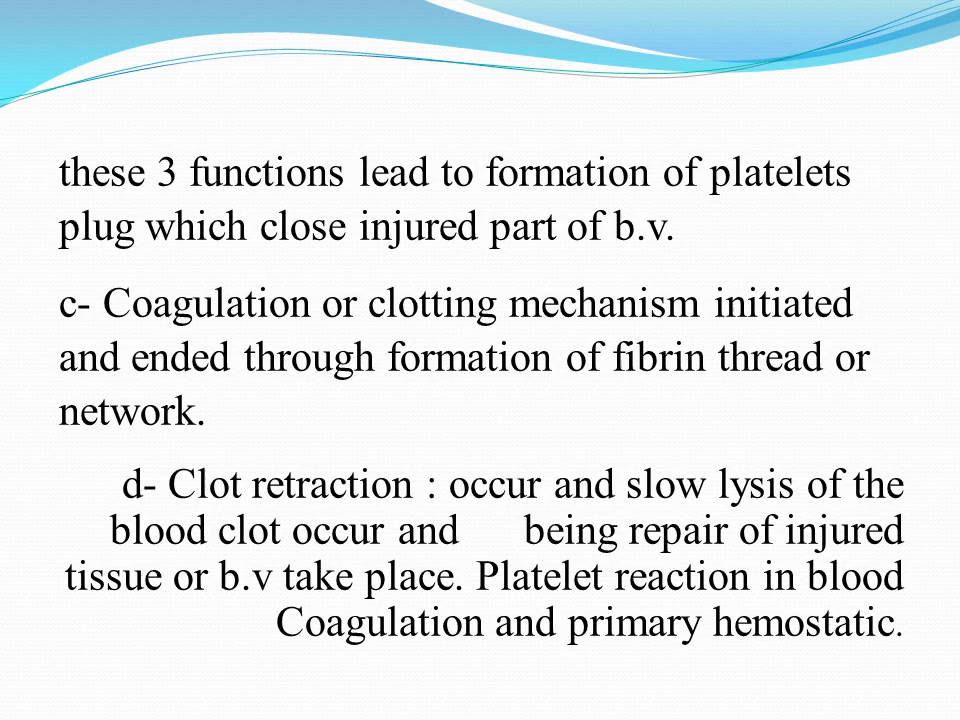 these 3 functions lead to formation of platelets
plug which close injured part of b.v.
c- Coagulation or clotting mechanism initiated
and ended through formation of fibrin thread or
network.
d- Clot retraction : occur and slow lysis of the
blood clot occur and being repair of injured
tissue or b.v take place. Platelet reaction in blood
Coagulation and primary hemostatic.